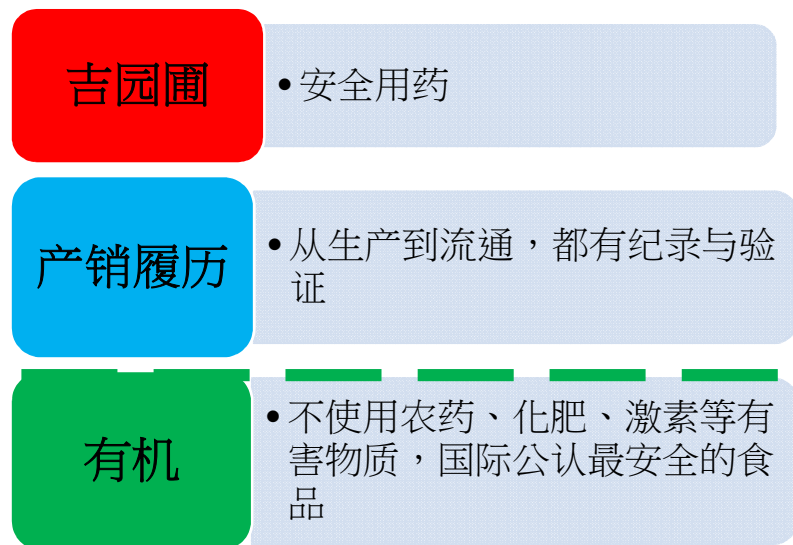 吉园圃
•安全用药
产销履历
•从生产到流通，都有纪录与验
证
有机
•不使用农药、化肥、激素等有
害物质，国际公认最安全的食
品